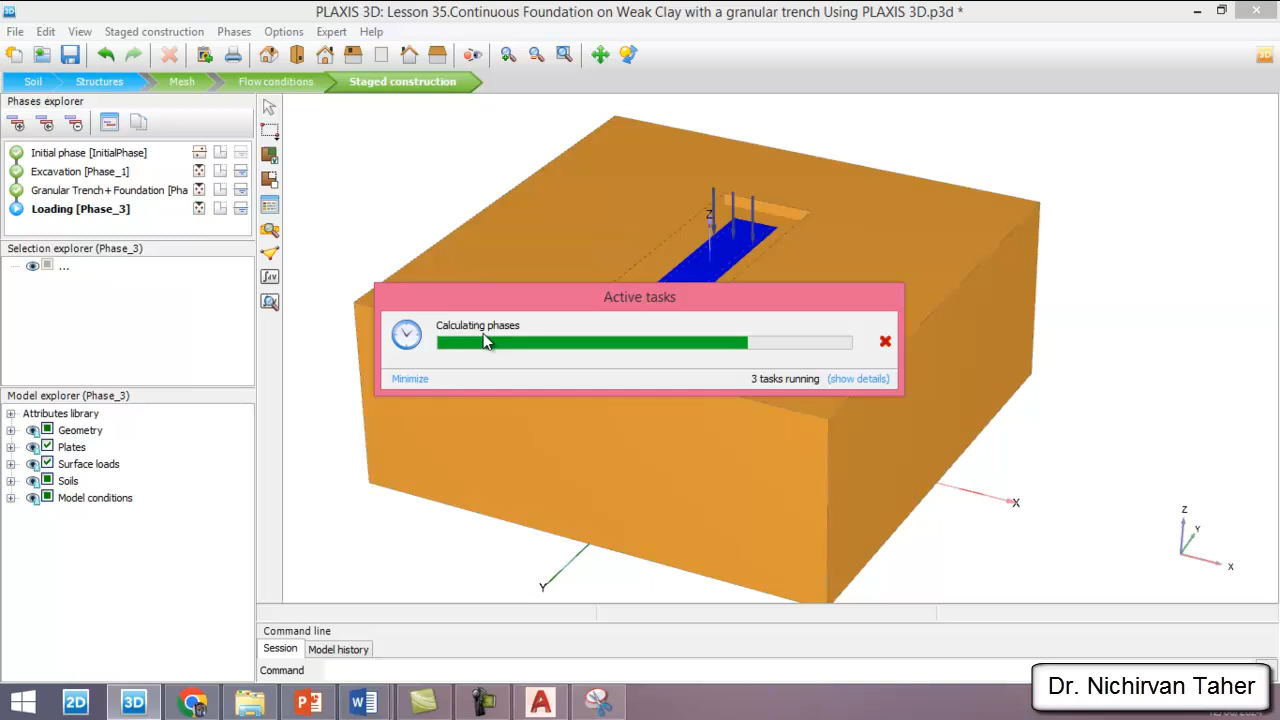 PLAXIS 3D: Lesson 35.Continuous Foundation on Weak Clay with a granular trench Using PLAXIS 3D.p3d *
File Edit View Staged construction Phases Options Expert Help
Soil Structures Mesh Flow conditions Staged construction
Phases explorer
Initial phase [InitialPhase]
Excavation [Phase_1]
Granular Trench+Foundation [Pha
Loading [Phase_3]
Selection explorer (Phase_3)
...
Z
Active tasks
Calculating phases
Minimize 3 tasks running (show details)
Model explorer (Phase_3)
Attributes library
Geometry
Plates
Surface loads
Soils
Model conditions
X
Y
Z
Y
X
Command line
Session Model history
Command
2D 3D
Dr. Nichirvan Taher